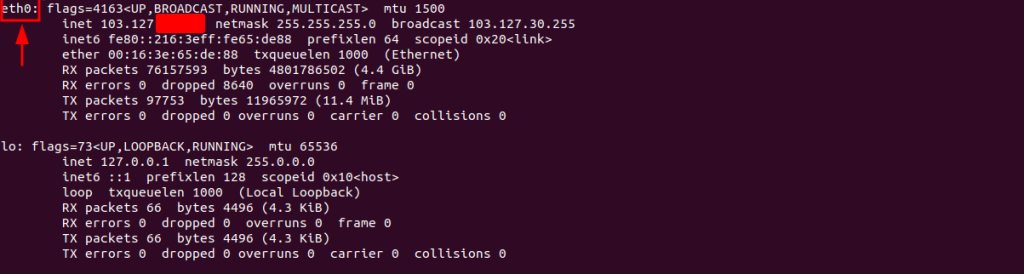 eth0: flags=4163<UP,BROADCAST,RUNNING,MULTICAST> mtu 1500
inet 103.127 netmask 255.255.255.0 broadcast 103.127.30.255
inet6 fe80::216:3eff:fe65:de88 prefixlen 64 scopeid 0x20<link>
ether 00:16:3e:65:de:88 txqueuelen 1000 (Ethernet)
RX packets 76157593 bytes 4801786502 (4.4 GiB)
RX errors 0 dropped 8640 overruns 0 frame 0
TX packets 97753 bytes 11965972 (11.4 MiB)
TX errors 0 dropped 0 overruns 0 carrier 0 collisions 0
lo: flags=73<UP,LOOPBACK,RUNNING> mtu 65536
inet 127.0.0.1 netmask 255.0.0.0
inet6 ::1 prefixlen 128 scopeid 0x10<host>
loop txqueuelen 1000 (Local Loopback)
RX packets 66 bytes 4496 (4.3 KiB)
RX errors 0 dropped 0 overruns 0 frame 0
TX packets 66 bytes 4496 (4.3 KiB)
TX errors 0 dropped 0 overruns 0 carrier 0 collisions 0